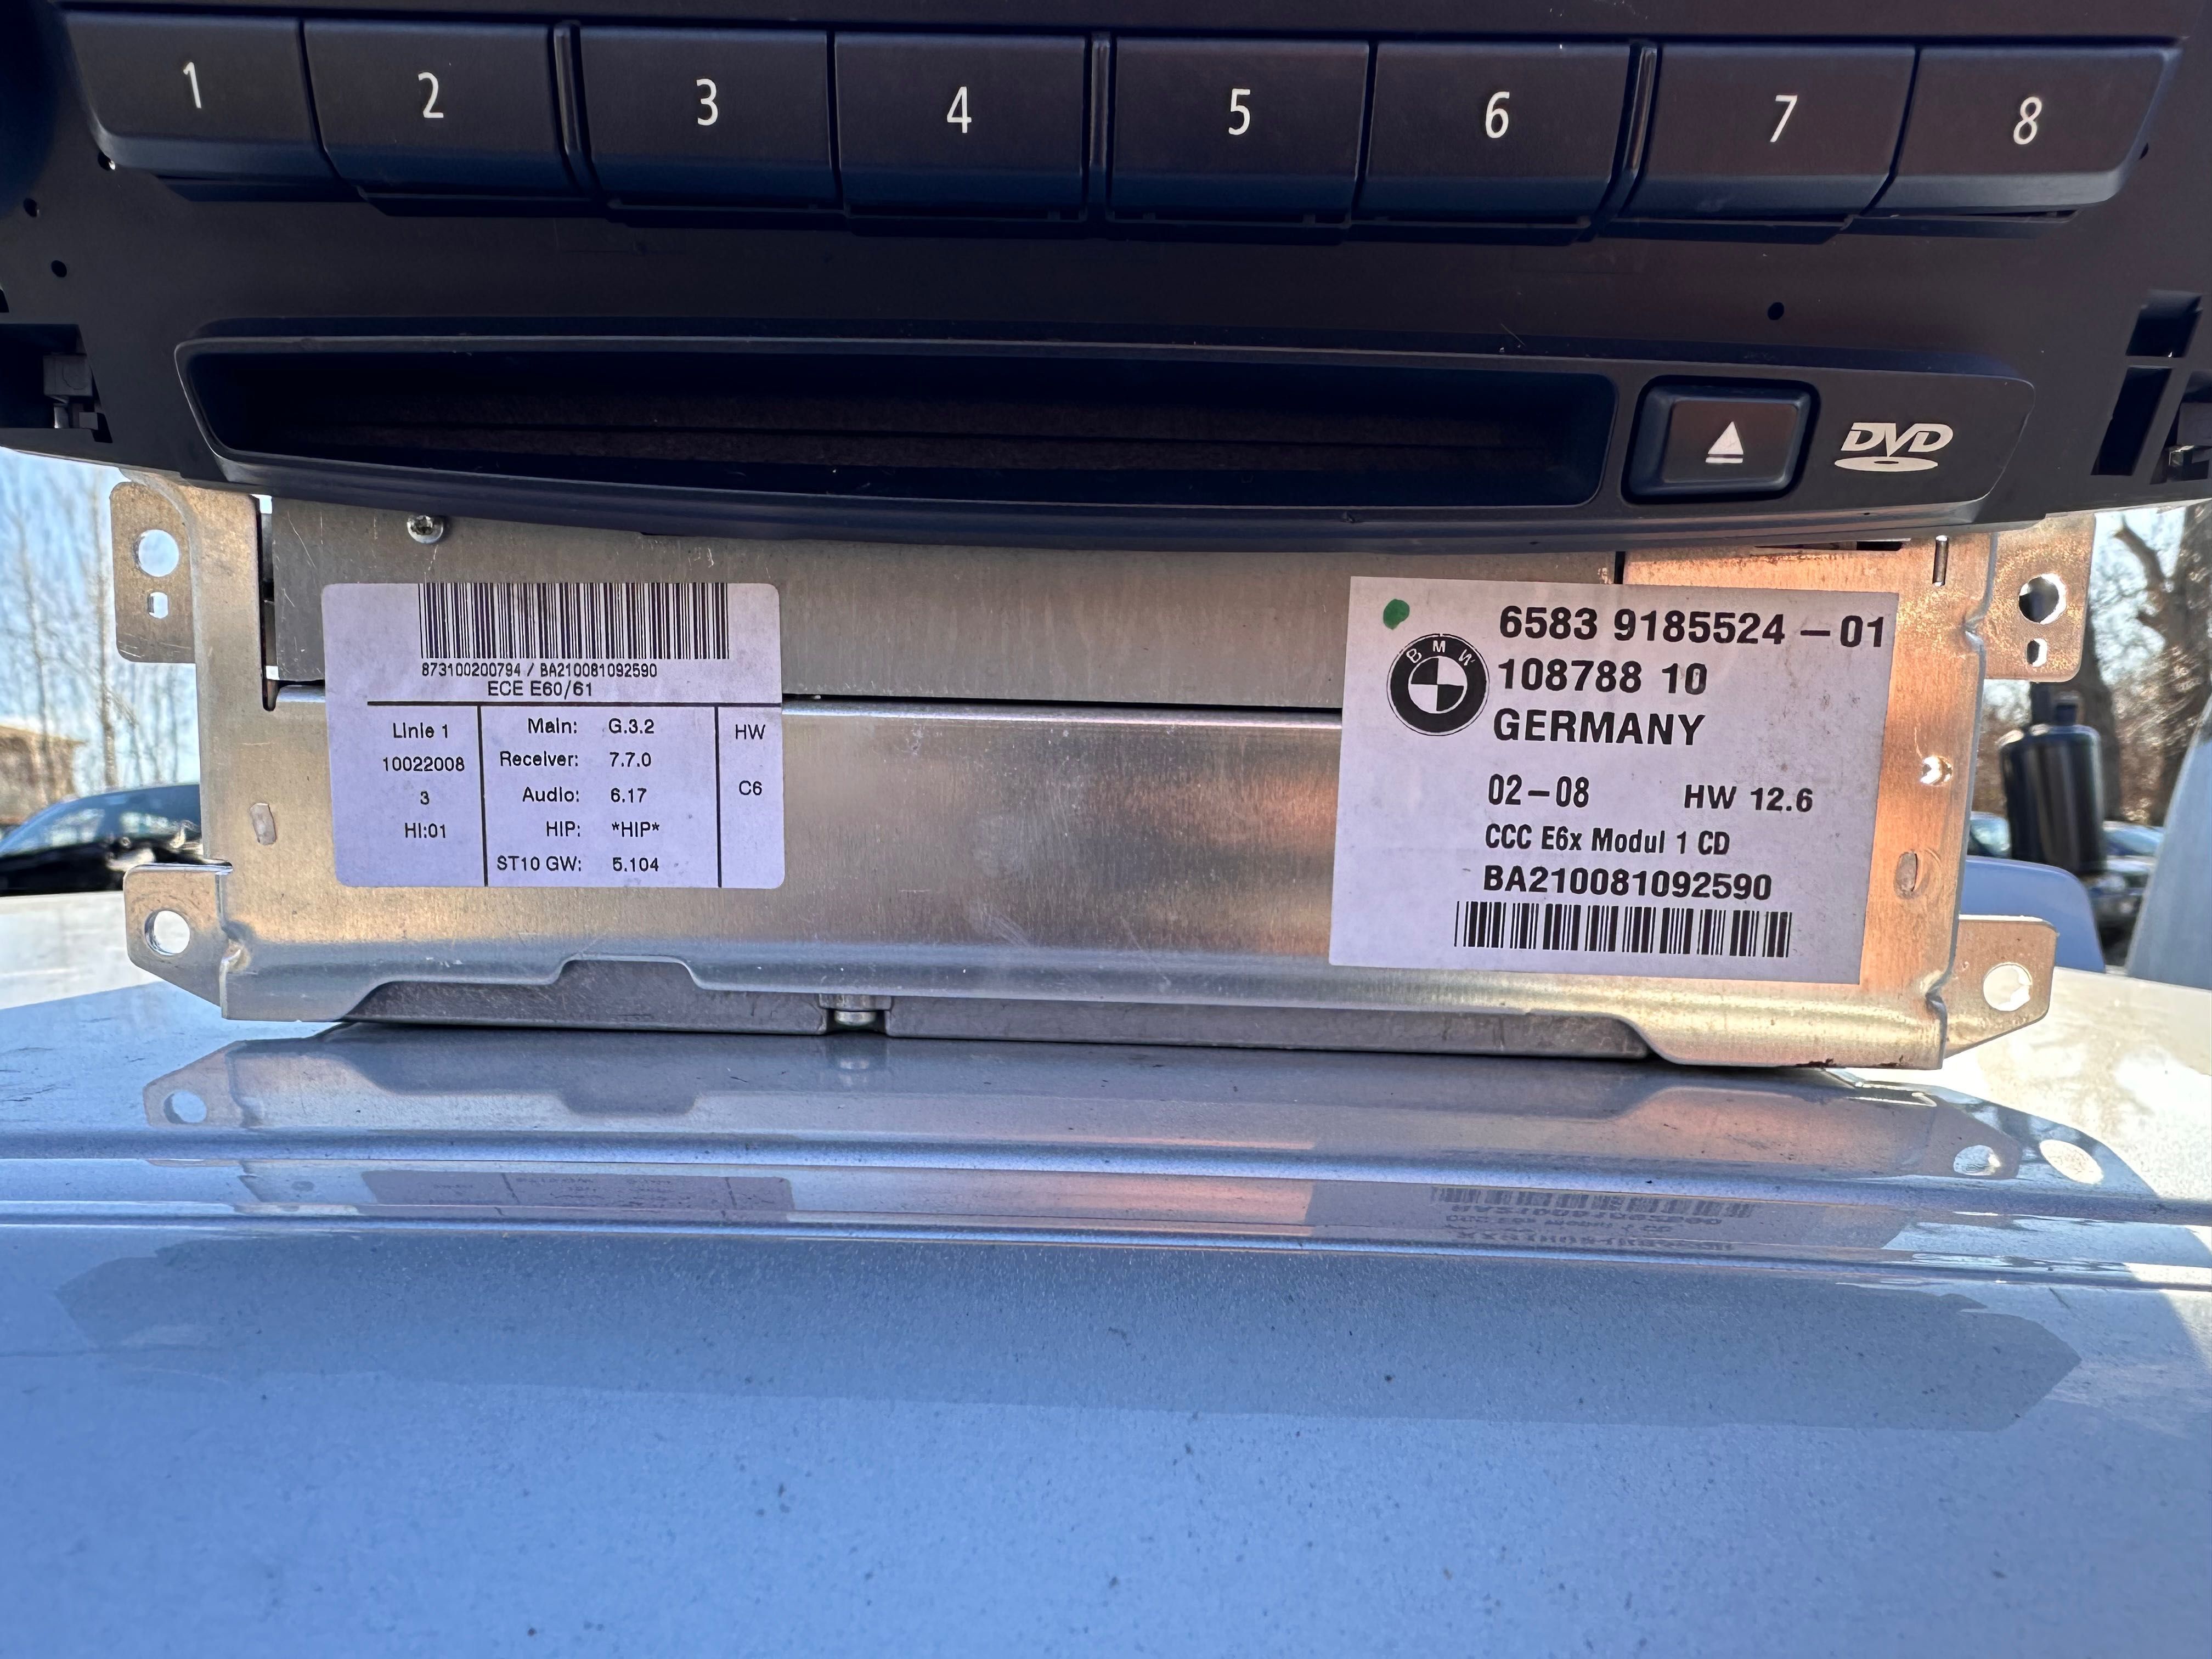 1 2 3 4 5 6 7 8
DVD
873100200794 / BA210081092590
ECE E60/61
Linie 1
10022008
3
HI:01
Main: G.3.2
Receiver: 7.7.0
Audio: 6.17
HIP: *HIP*
ST10 GW: 5.104
HW
C6
BMW
6583 9185524 – 01
108788 10
GERMANY
02–08 HW 12.6
CCC E6x Modul 1 CD
BA210081092590